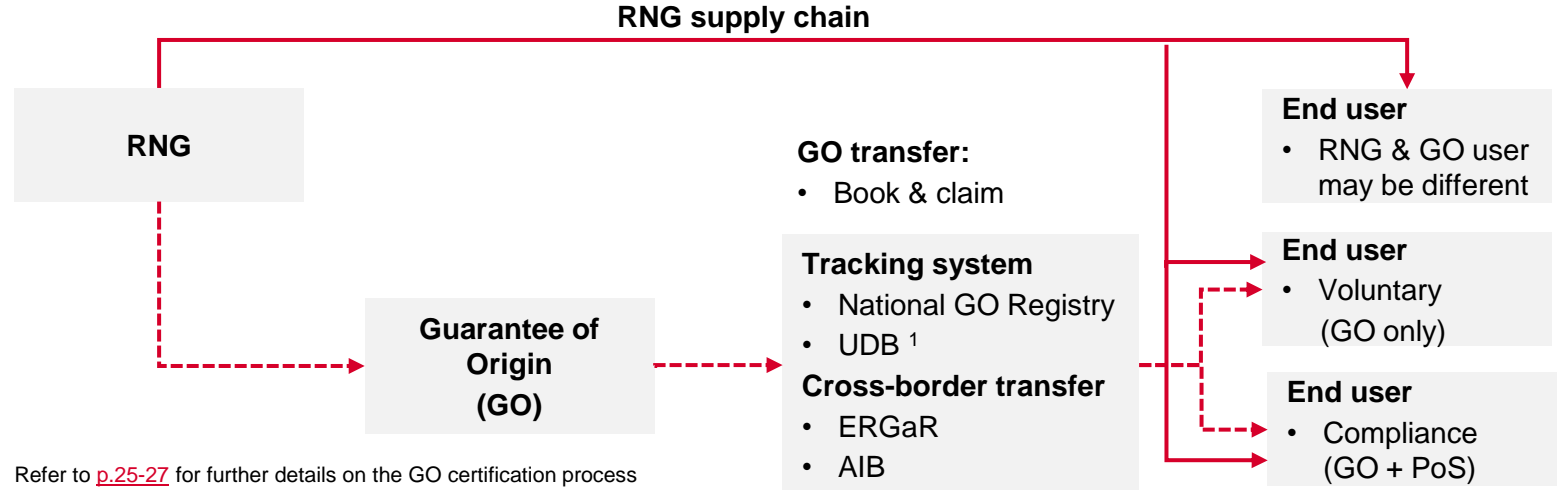 RNG supply chain
RNG
Guarantee of
Origin
(GO)
GO transfer:
• Book & claim
Tracking system
• National GO Registry
• UDB 1
Cross-border transfer
• ERGaR
• AIB
End user
• RNG & GO user
may be different
End user
• Voluntary
(GO only)
End user
• Compliance
(GO + PoS)
Refer to p.25-27 for further details on the GO certification process